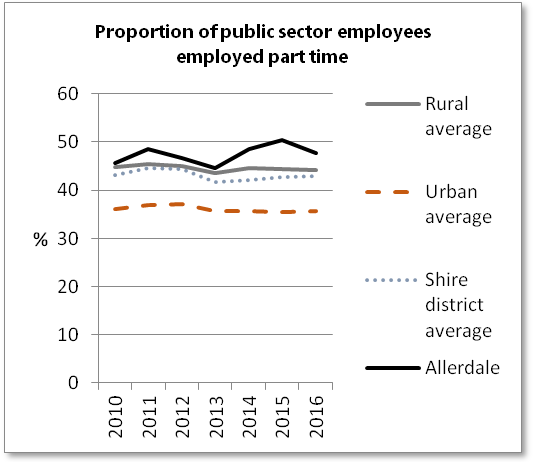 Proportion of public sector employees
employed part time
60
50
40
30
20
10
0
%
2010
2011
2012
2013
2014
2015
2016
Rural
average
Urban
average
Shire
district
average
Allerdale